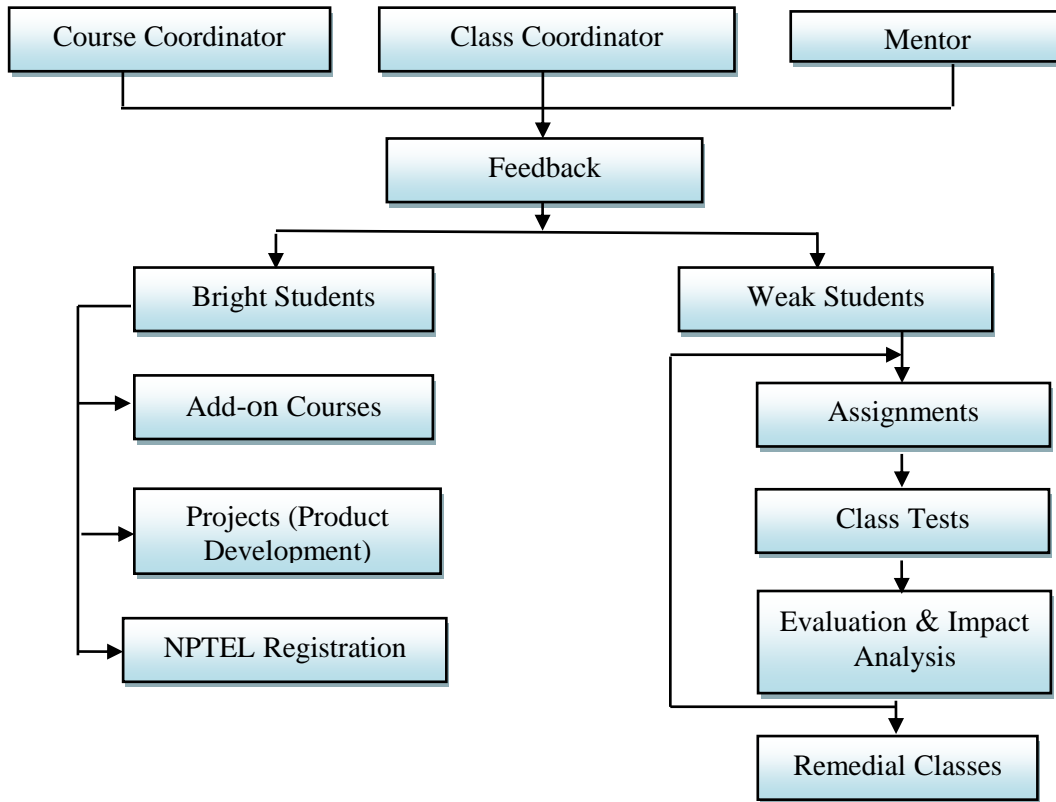 Course Coordinator
Class Coordinator
Mentor
Feedback
Bright Students
Weak Students
Add-on Courses
Assignments
Projects (Product
Development)
Class Tests
NPTEL Registration
Evaluation & Impact
Analysis
Remedial Classes